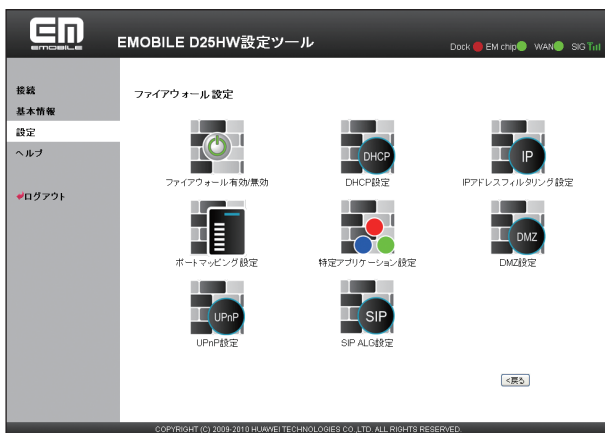 EM
EMOBILE
EMOBILE D25HW設定ツール
Dock EM chip WAN SIG
接続
基本情報
設定
ヘルプ
ログアウト
ファイアウォール 設定
DHCP
IP
ファイアウォール有効/無効
DHCP設定
IPアドレスフィルタリング設定
DMZ
ポートマッピング設定
特定アプリケーション設定
DMZ設定
UPnP
SIP
UPnP設定
SIP ALG設定
<戻る
COPYRIGHT (C) 2009-2010 HUAWEI TECHNOLOGIES CO.,LTD. ALL RIGHTS RESERVED.